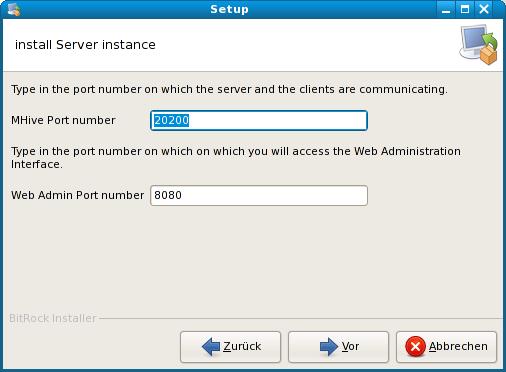 Setup
install Server instance
Type in the port number on which the server and the clients are communicating.
MHive Port number 20200
Type in the port number on which on which you will access the Web Administration
Interface.
Web Admin Port number 8080
BitRock Installer
Zurück Vor Abbrechen